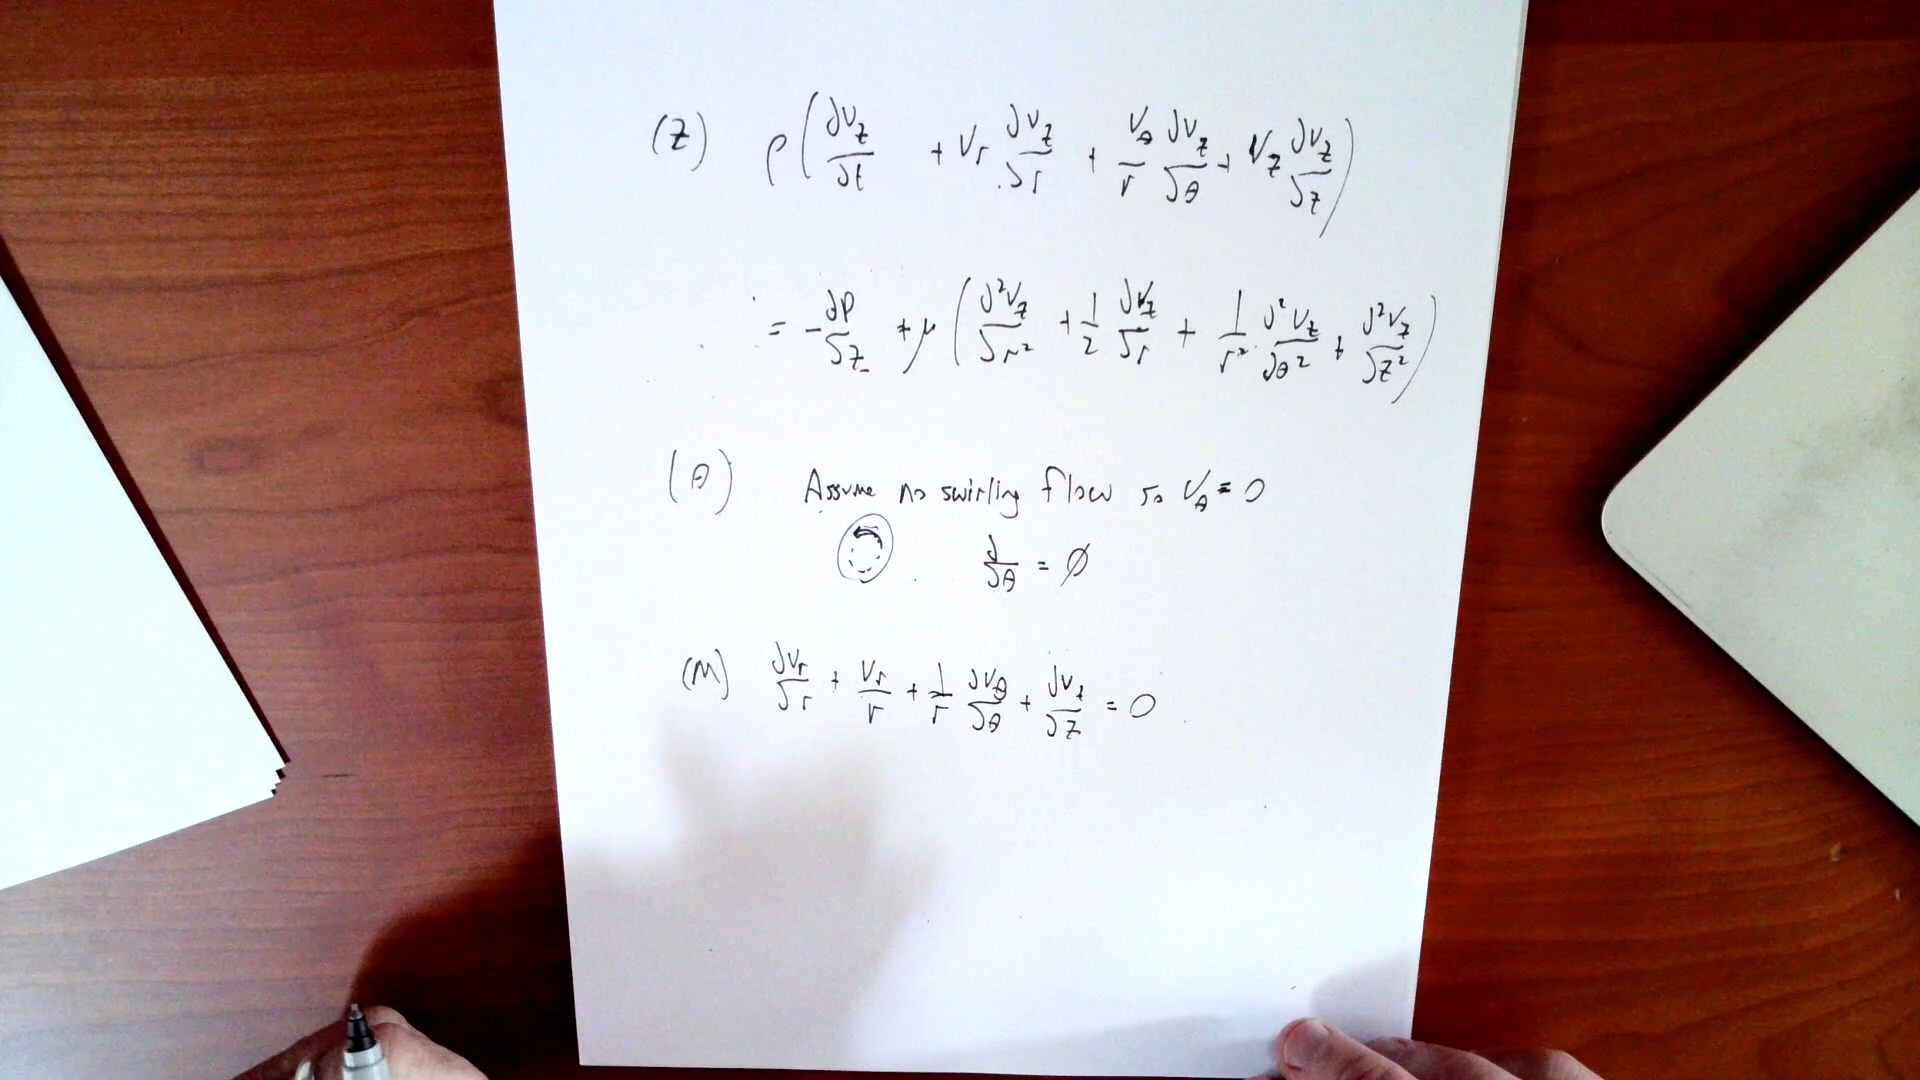 (Z) ρ(∂V_z/∂t + V_r ∂V_z/∂r + V_θ/r ∂V_z/∂θ + V_z ∂V_z/∂z)
= -∂P/∂z + μ(∂²V_z/∂r² + 1/2 ∂V_z/∂r + 1/r² ∂²V_z/∂θ² + ∂²V_z/∂z²)
(θ) Assume no swirling flow so V_θ = 0
∂/∂θ = ∅
(M) ∂V_r/∂r + V_r/r + 1/r ∂V_θ/∂θ + ∂V_z/∂z = 0